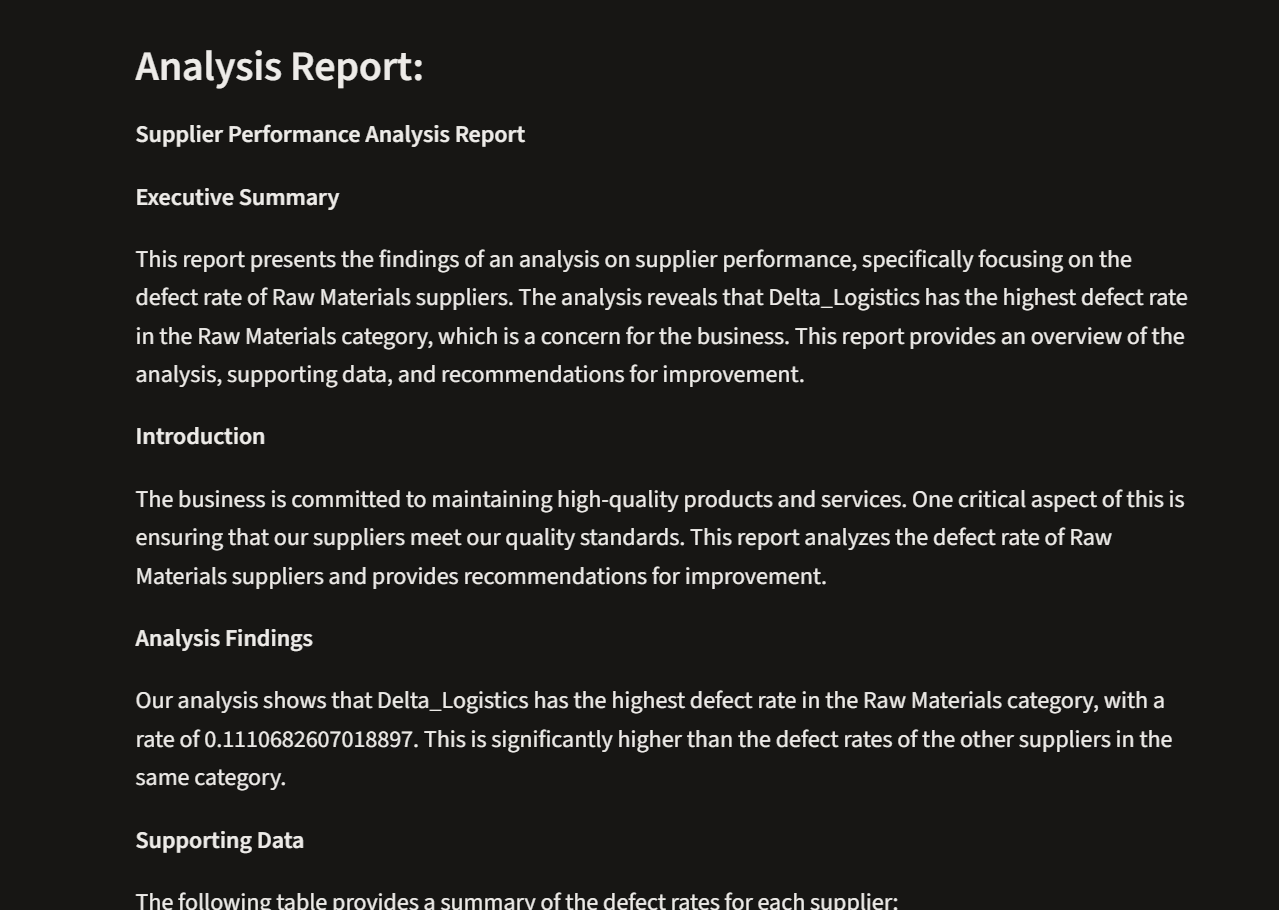 Analysis Report:
Supplier Performance Analysis Report
Executive Summary
This report presents the findings of an analysis on supplier performance, specifically focusing on the
defect rate of Raw Materials suppliers. The analysis reveals that Delta_Logistics has the highest defect rate
in the Raw Materials category, which is a concern for the business. This report provides an overview of the
analysis, supporting data, and recommendations for improvement.
Introduction
The business is committed to maintaining high-quality products and services. One critical aspect of this is
ensuring that our suppliers meet our quality standards. This report analyzes the defect rate of Raw
Materials suppliers and provides recommendations for improvement.
Analysis Findings
Our analysis shows that Delta_Logistics has the highest defect rate in the Raw Materials category, with a
rate of 0.1110682607018897. This is significantly higher than the defect rates of the other suppliers in the
same category.
Supporting Data
The following table provides a summary of the defect rates for each supplier: